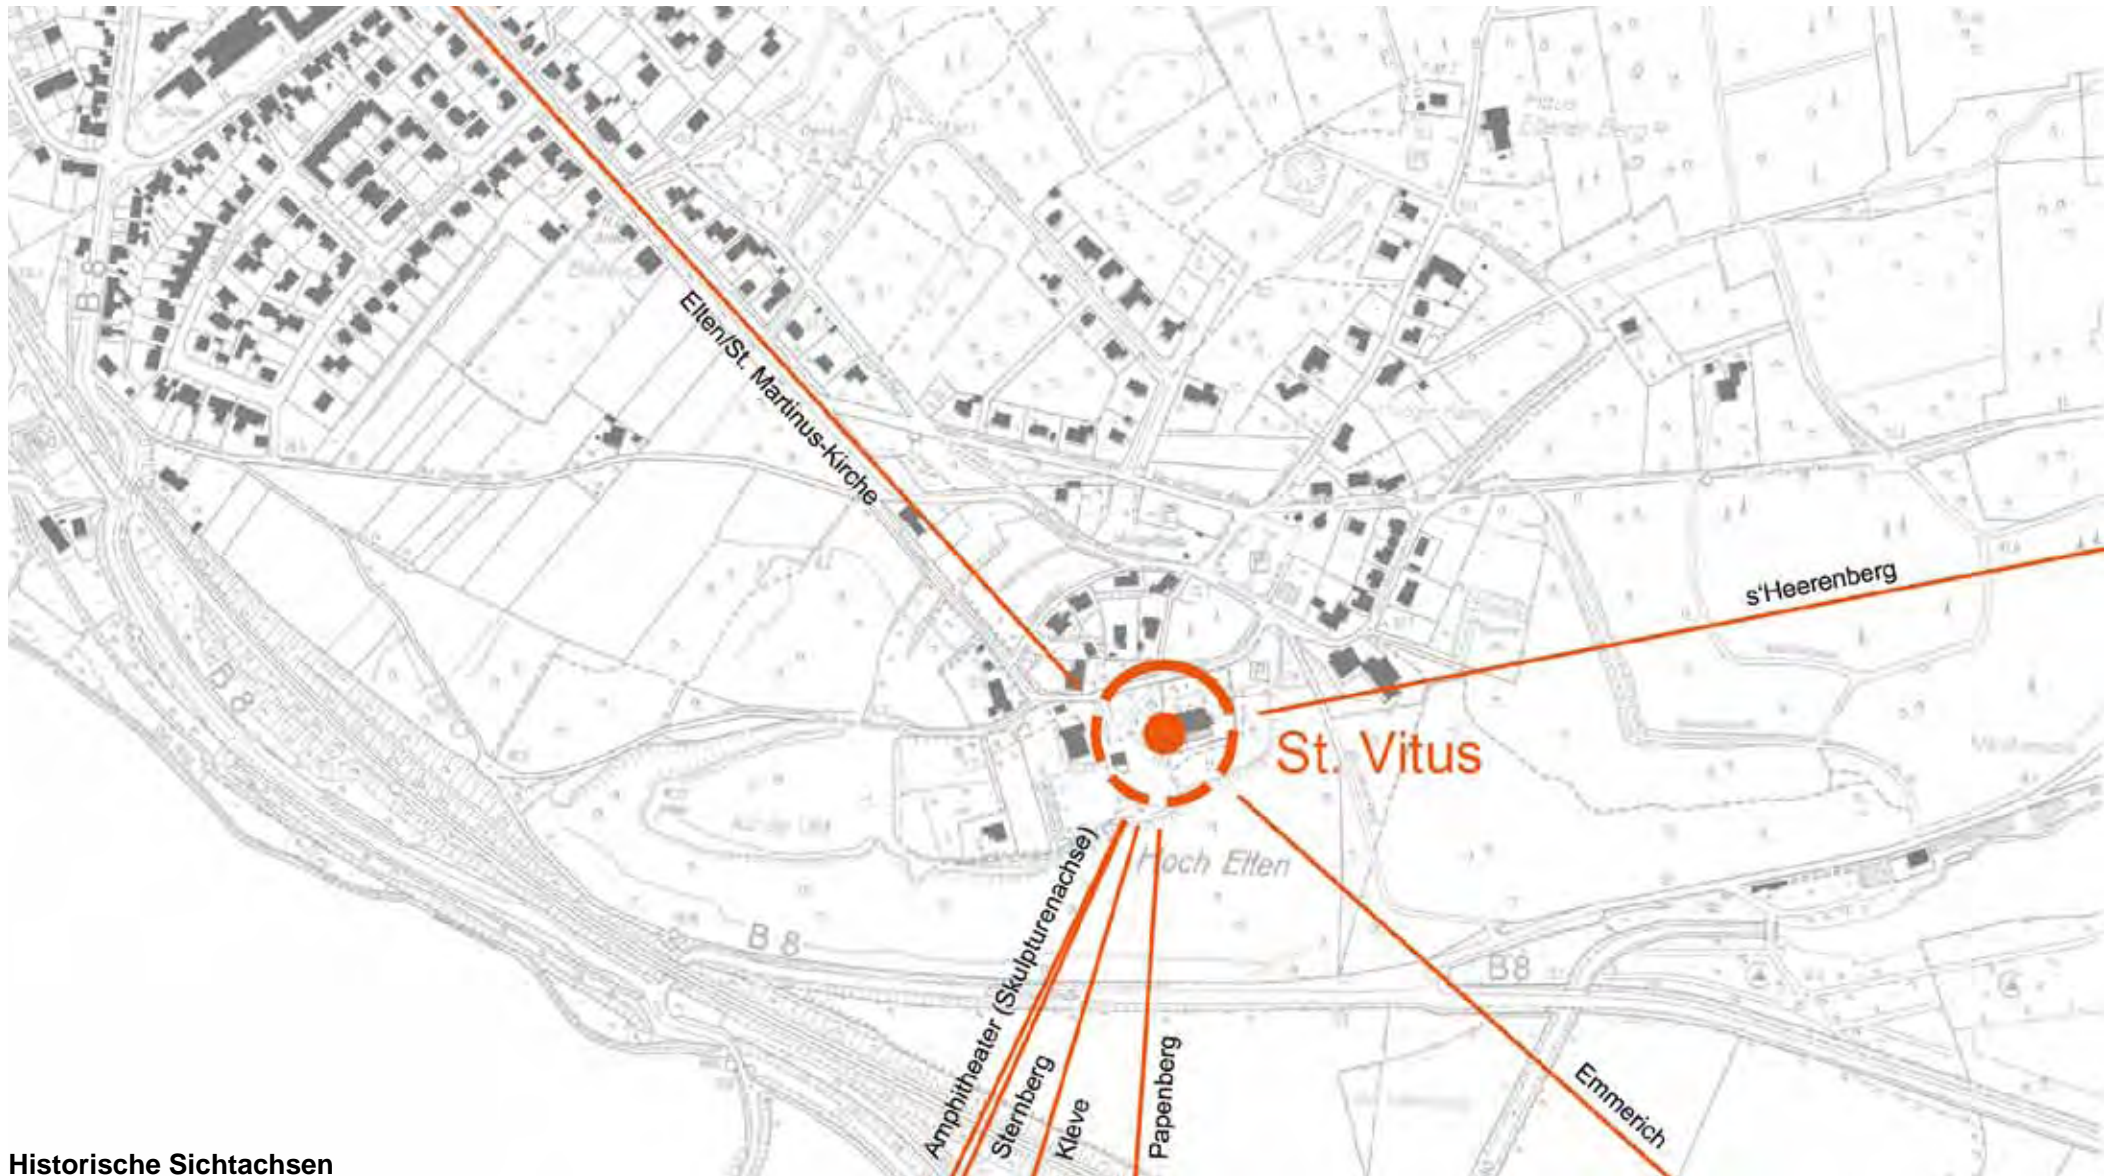 B 8
Elten/St. Martinus-Kirche
s'Heerenberg
B 8
St. Vitus
Hoch Elten
B 8
B8
Amphitheater (Skulpturenachse)
Sternberg
Kleve
Papenberg
Emmerich
Historische Sichtachsen